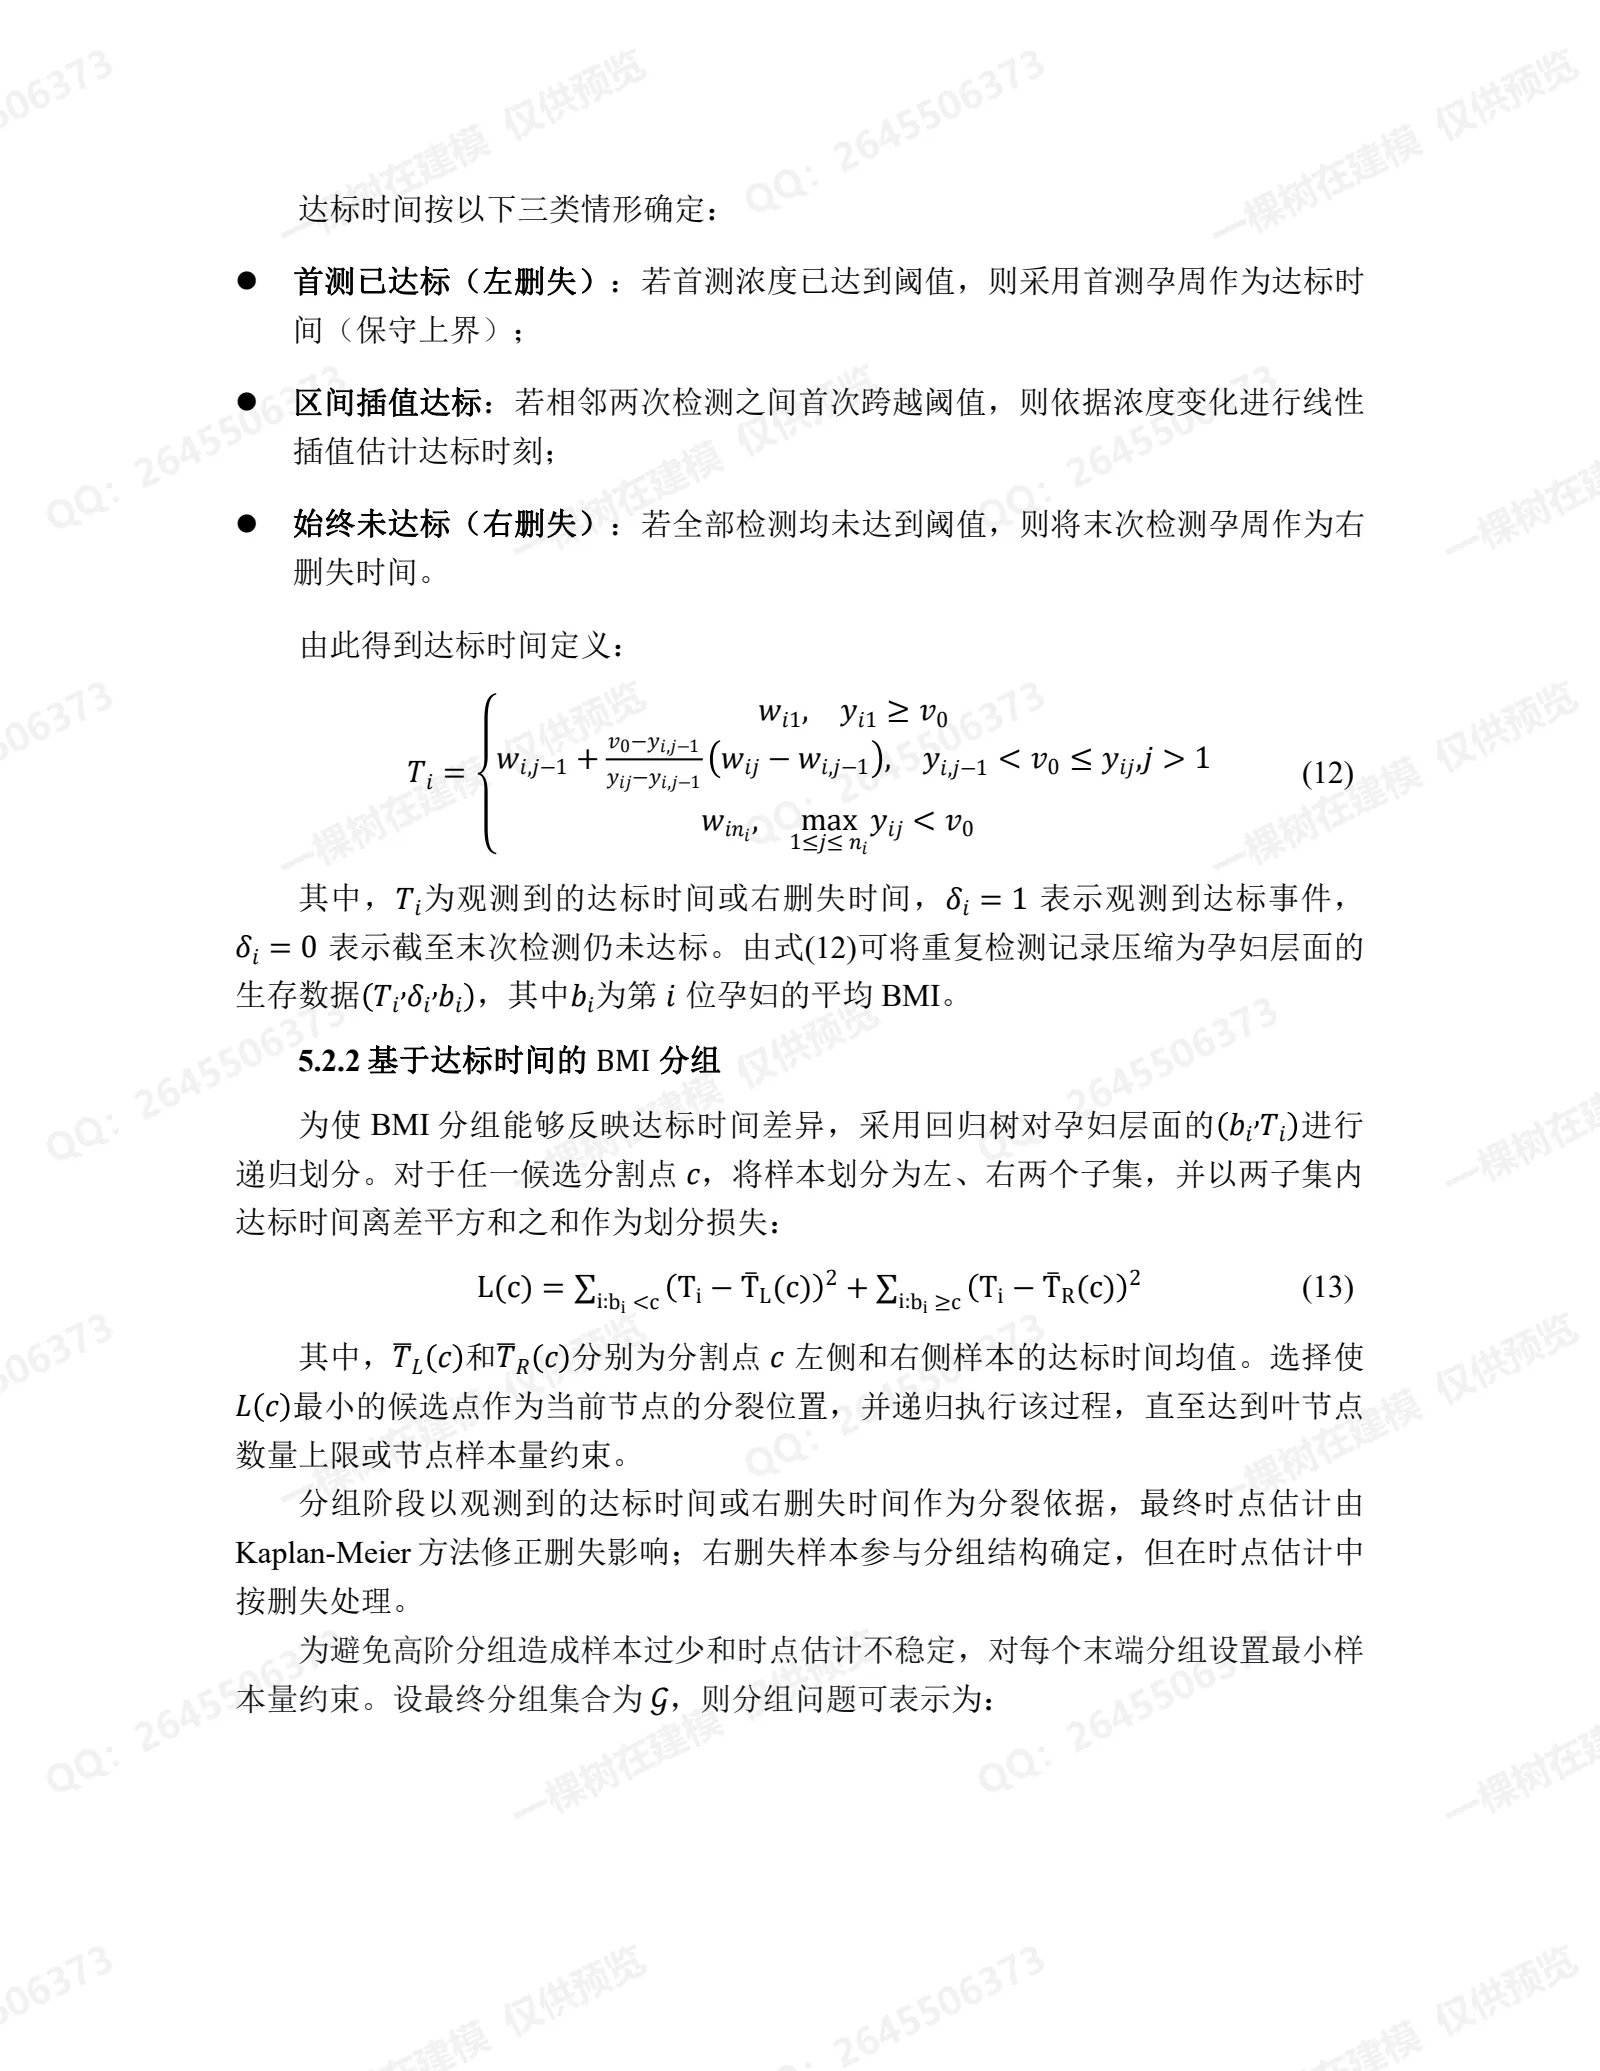 达标时间按以下三类情形确定：
● 首测已达标（左删失）：若首测浓度已达到阈值，则采用首测孕周作为达标时
间（保守上界）；
● 区间插值达标：若相邻两次检测之间首次跨越阈值，则依据浓度变化进行线性
插值估计达标时刻；
● 始终未达标（右删失）：若全部检测均未达到阈值，则将末次检测孕周作为右
删失时间。
由此得到达标时间定义：
T_i = { w_{i1}, y_{i1} ≥ v_0
w_{i,j−1} + \frac{v_0−y_{i,j−1}}{y_{ij}−y_{i,j−1}}(w_{ij} − w_{i,j−1}), y_{i,j−1} < v_0 ≤ y_{ij}, j > 1 (12)
w_{in_i}, max_{1≤j≤ n_i} y_{ij} < v_0
其中，T_i为观测到的达标时间或右删失时间，δ_i = 1 表示观测到达标事件，
δ_i = 0 表示截至末次检测仍未达标。由式(12)可将重复检测记录压缩为孕妇层面的
生存数据(T_i,δ_i,b_i)，其中b_i为第 i 位孕妇的平均 BMI。
5.2.2 基于达标时间的 BMI 分组
为使 BMI 分组能够反映达标时间差异，采用回归树对孕妇层面的(b_i,T_i)进行
递归划分。对于任一候选分割点 c，将样本划分为左、右两个子集，并以两子集内
达标时间离差平方和之和作为划分损失：
L(c) = ∑_{i:b_i <c} (T_i − T̄_L(c))^2 + ∑_{i:b_i ≥c} (T_i − T̄_R(c))^2 (13)
其中，T̄_L(c)和T̄_R(c)分别为分割点 c 左侧和右侧样本的达标时间均值。选择使
L(c)最小的候选点作为当前节点的分裂位置，并递归执行该过程，直至达到叶节点
数量上限或节点样本量约束。
分组阶段以观测到的达标时间或右删失时间作为分裂依据，最终时点估计由
Kaplan-Meier 方法修正删失影响；右删失样本参与分组结构确定，但在时点估计中
按删失处理。
为避免高阶分组造成样本过少和时点估计不稳定，对每个末端分组设置最小样
本量约束。设最终分组集合为 𝒢，则分组问题可表示为：
一棵树在建模 仅供预览
QQ：2645506373